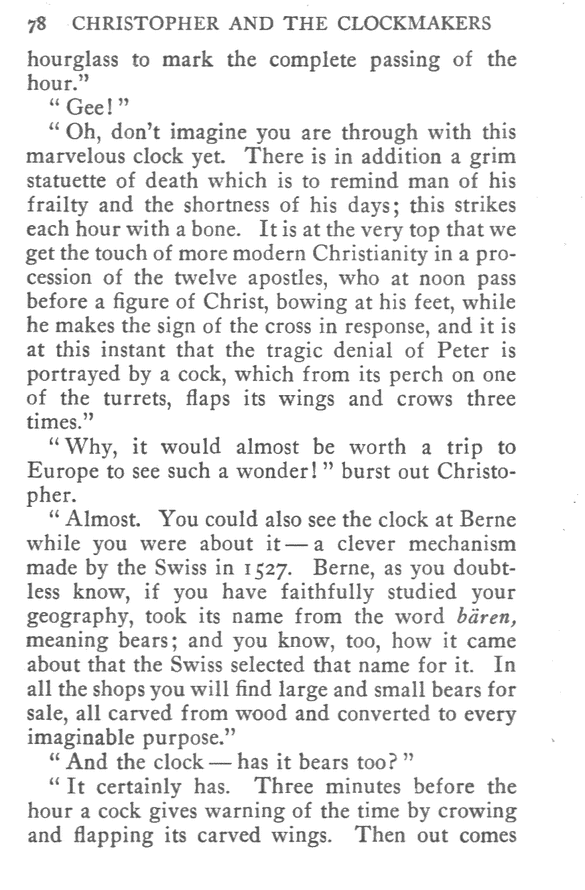 78 CHRISTOPHER AND THE CLOCKMAKERS
hourglass to mark the complete passing of the
hour.”
“ Gee! ”
“ Oh, don’t imagine you are through with this
marvelous clock yet. There is in addition a grim
statuette of death which is to remind man of his
frailty and the shortness of his days; this strikes
each hour with a bone. It is at the very top that we
get the touch of more modern Christianity in a pro-
cession of the twelve apostles, who at noon pass
before a figure of Christ, bowing at his feet, while
he makes the sign of the cross in response, and it is
at this instant that the tragic denial of Peter is
portrayed by a cock, which from its perch on one
of the turrets, flaps its wings and crows three
times.”
“ Why, it would almost be worth a trip to
Europe to see such a wonder! ” burst out Christo-
pher.
“ Almost. You could also see the clock at Berne
while you were about it — a clever mechanism
made by the Swiss in 1527. Berne, as you doubt-
less know, if you have faithfully studied your
geography, took its name from the word bären,
meaning bears; and you know, too, how it came
about that the Swiss selected that name for it. In
all the shops you will find large and small bears for
sale, all carved from wood and converted to every
imaginable purpose.”
“ And the clock — has it bears too? ”
“ It certainly has. Three minutes before the
hour a cock gives warning of the time by crowing
and flapping its carved wings. Then out comes